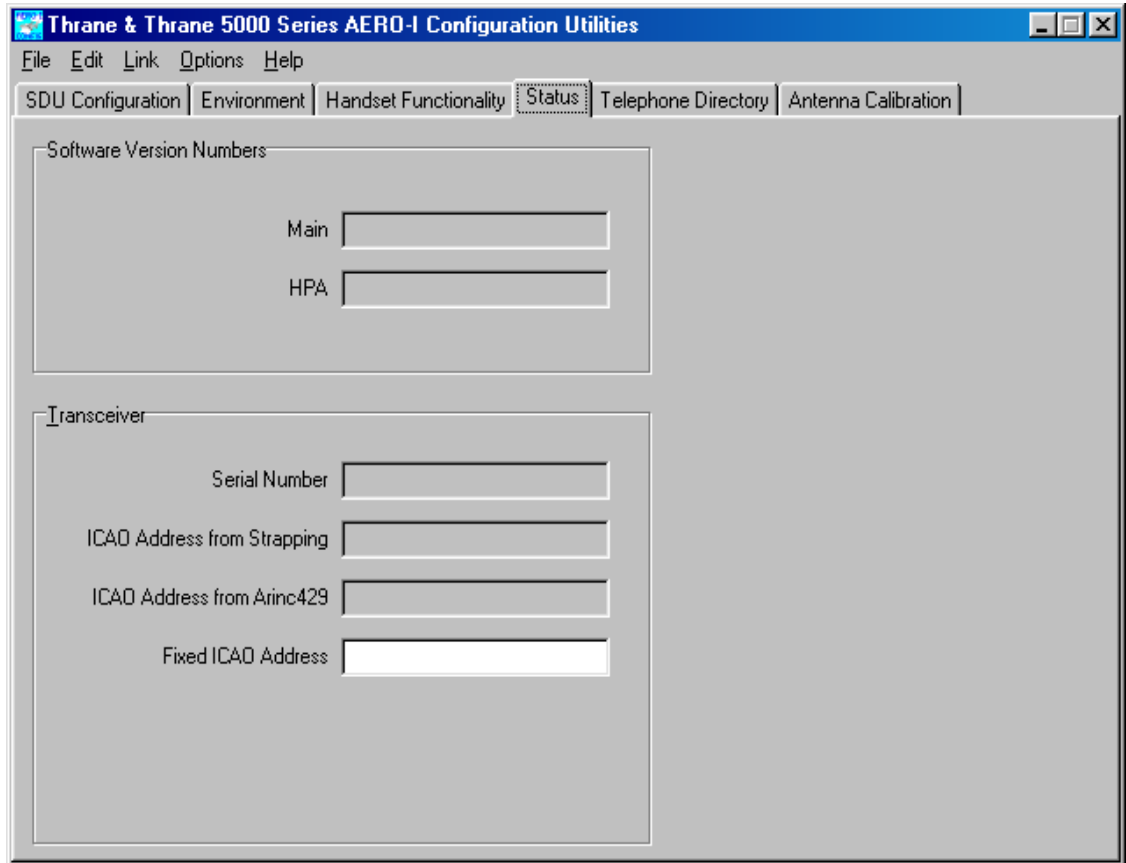 Thrane & Thrane 5000 Series AERO-I Configuration Utilities
File Edit Link Options Help
SDU Configuration Environment Handset Functionality Status Telephone Directory Antenna Calibration
Software Version Numbers
Main
HPA
Transceiver
Serial Number
ICAO Address from Strapping
ICAO Address from Arinc429
Fixed ICAO Address